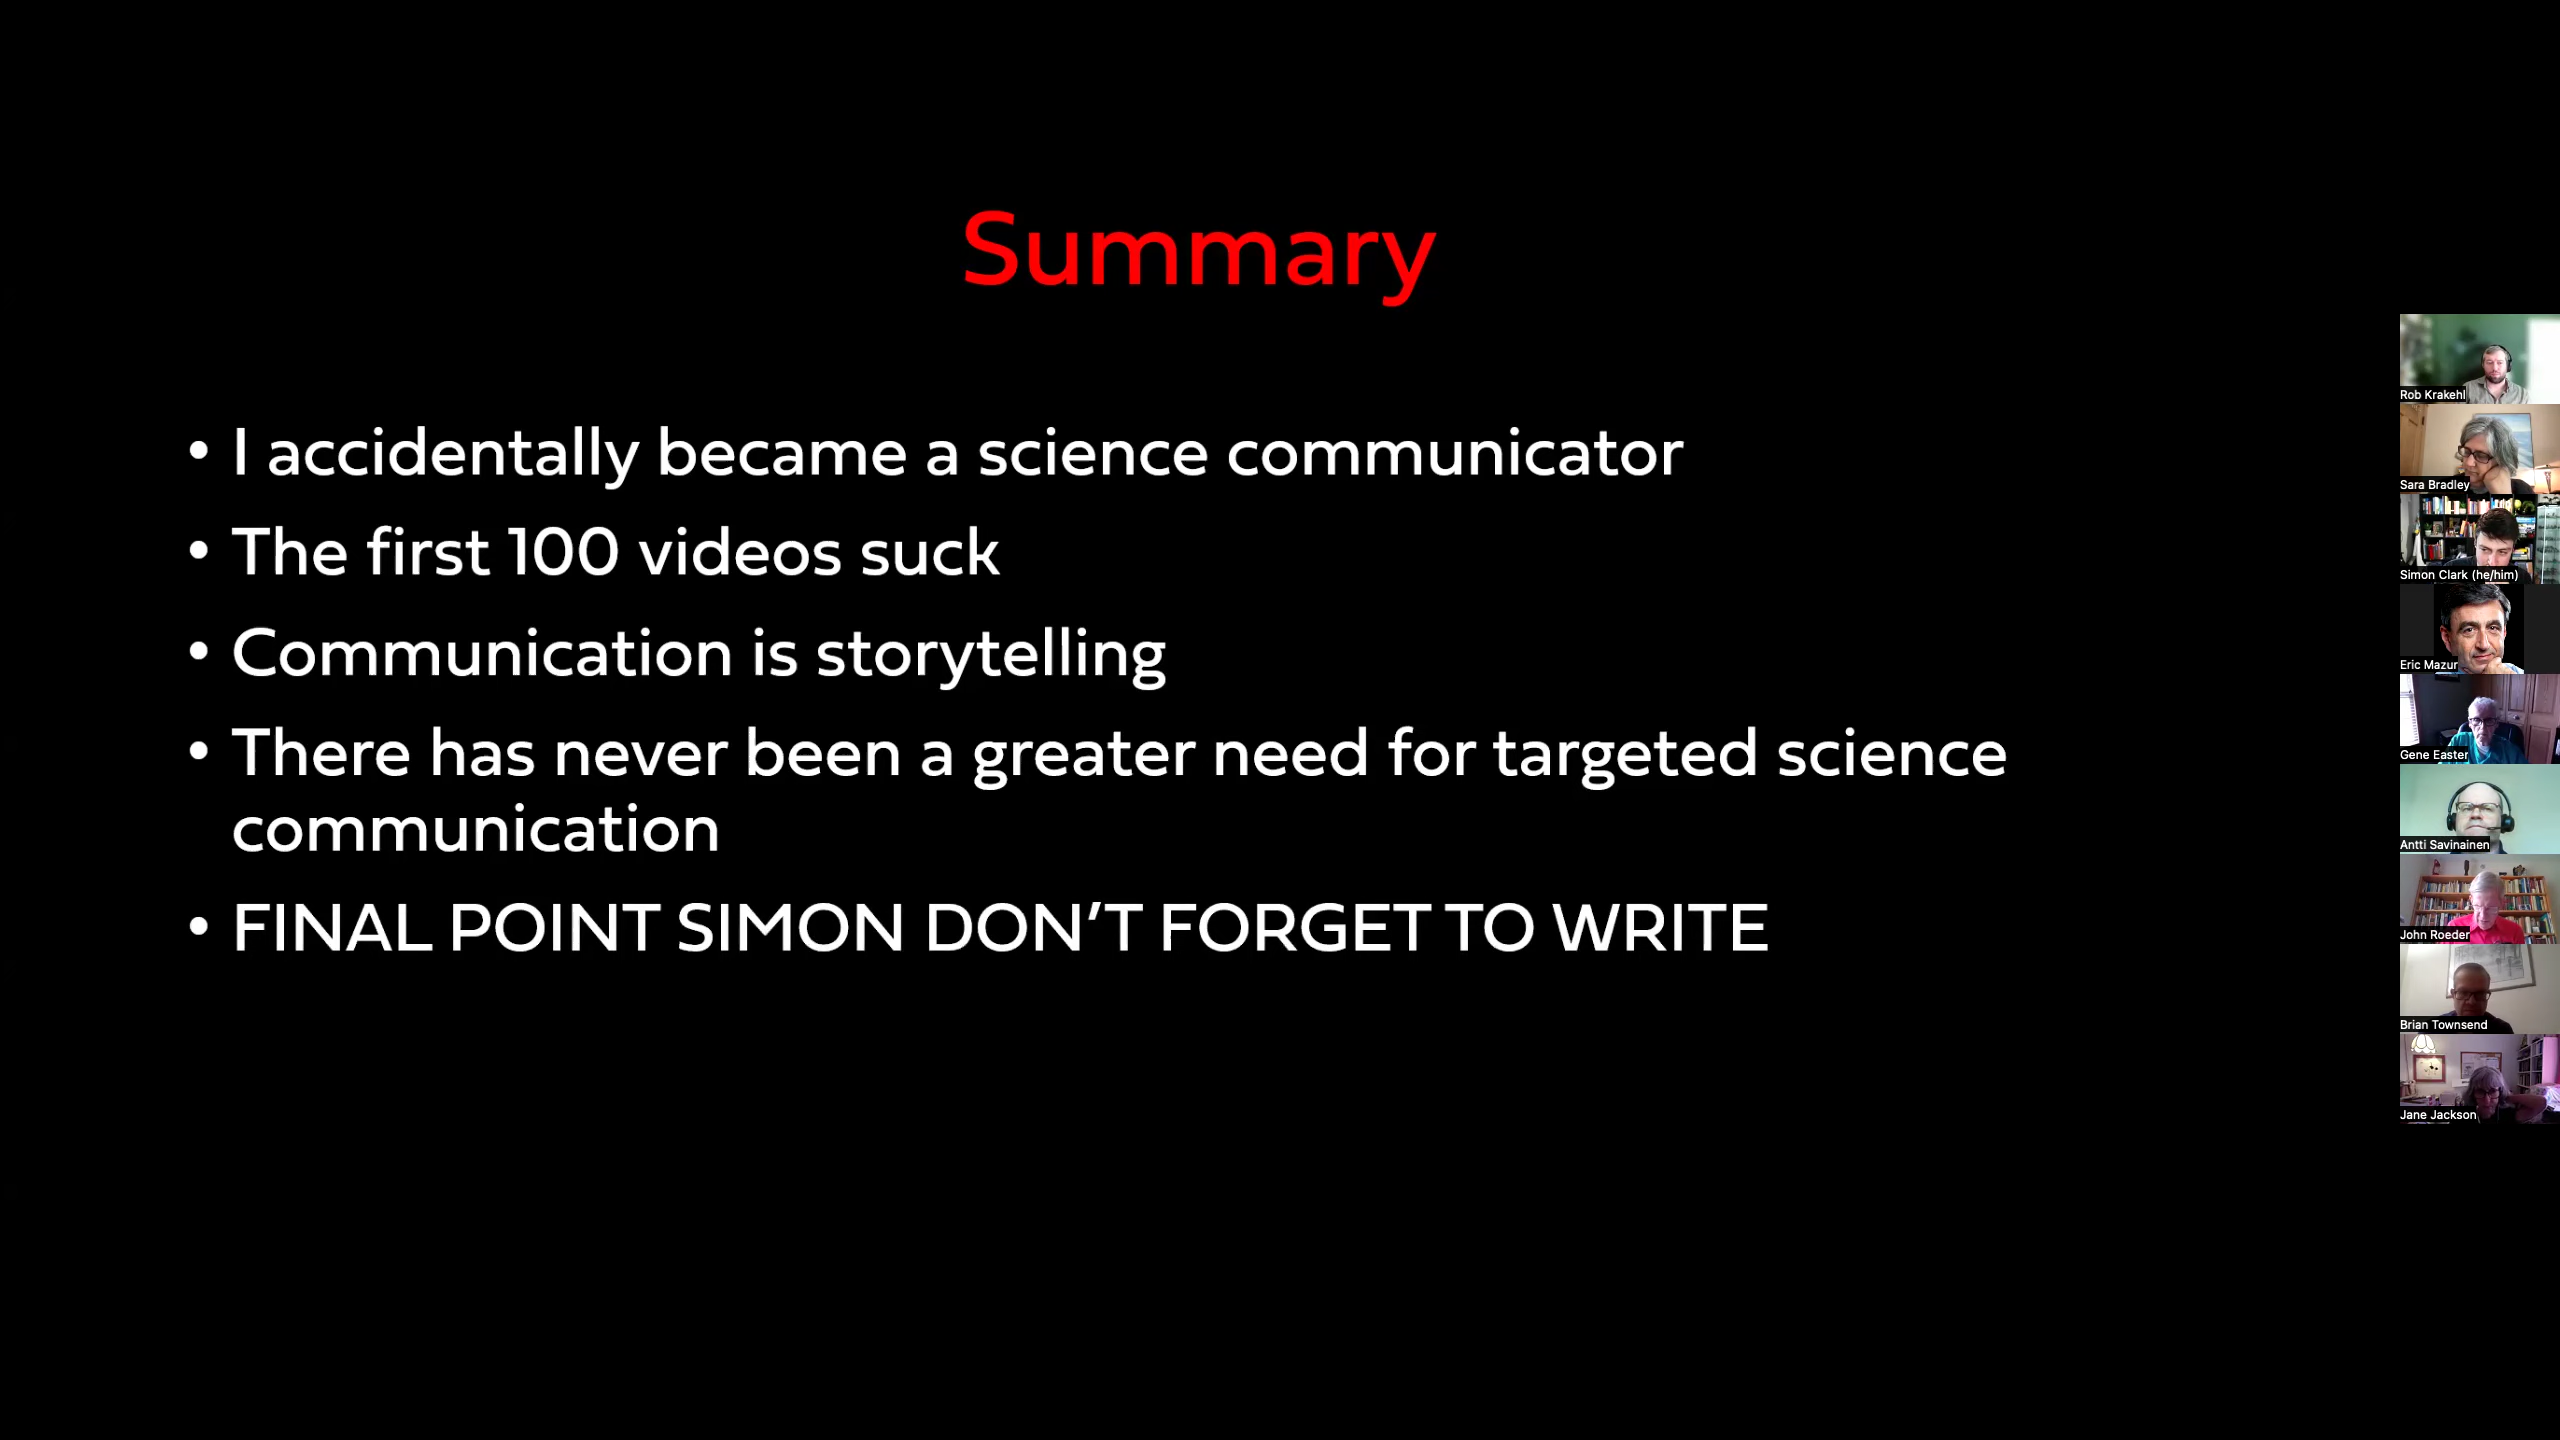 Summary
• I accidentally became a science communicator
• The first 100 videos suck
• Communication is storytelling
• There has never been a greater need for targeted science
communication
• FINAL POINT SIMON DON’T FORGET TO WRITE
Rob Krakehl
Sara Bradley
Simon Clark (he/him)
Eric Mazur
Gene Easter
Antti Savinainen
John Roeder
Brian Townsend
Jane Jackson